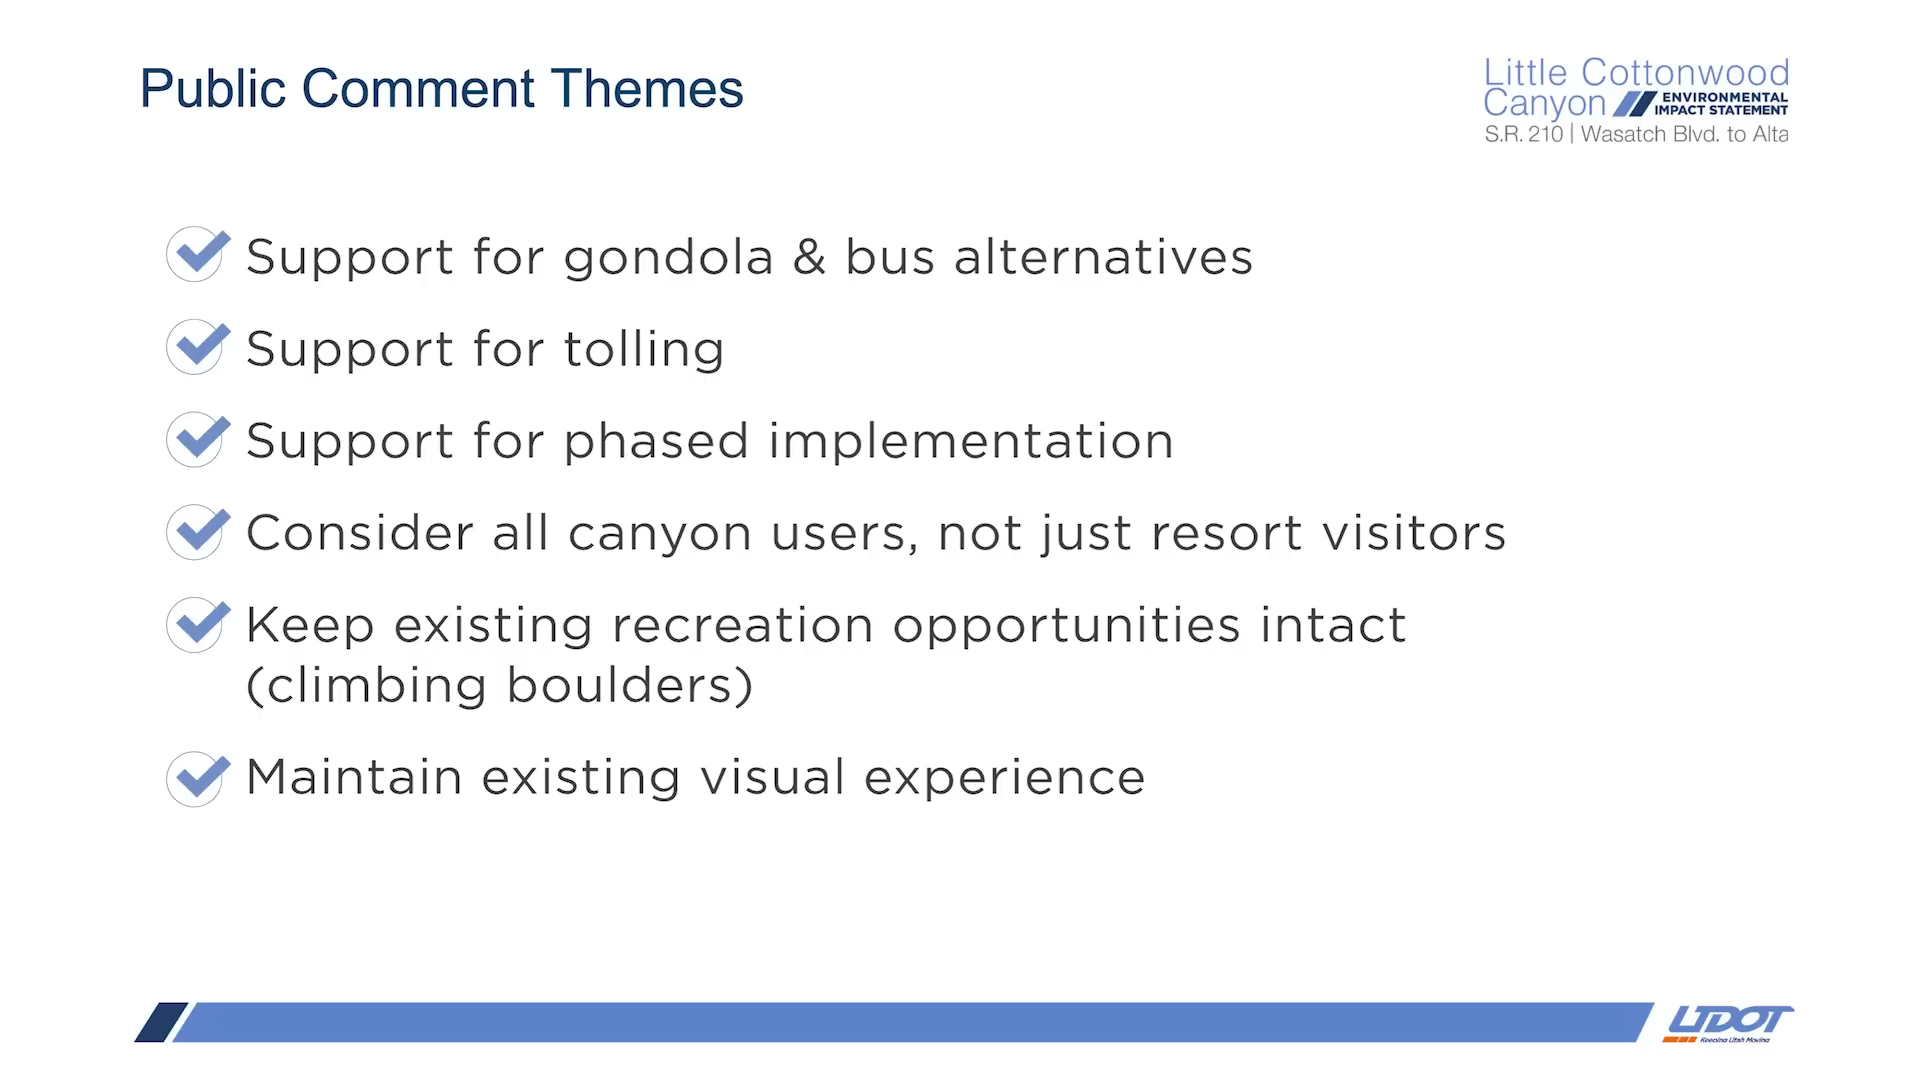 Public Comment Themes
Little Cottonwood
Canyon ENVIRONMENTAL
IMPACT STATEMENT
S.R. 210 | Wasatch Blvd. to Alta
Support for gondola & bus alternatives
Support for tolling
Support for phased implementation
Consider all canyon users, not just resort visitors
Keep existing recreation opportunities intact
(climbing boulders)
Maintain existing visual experience
UDOT
Keeping Utah Moving